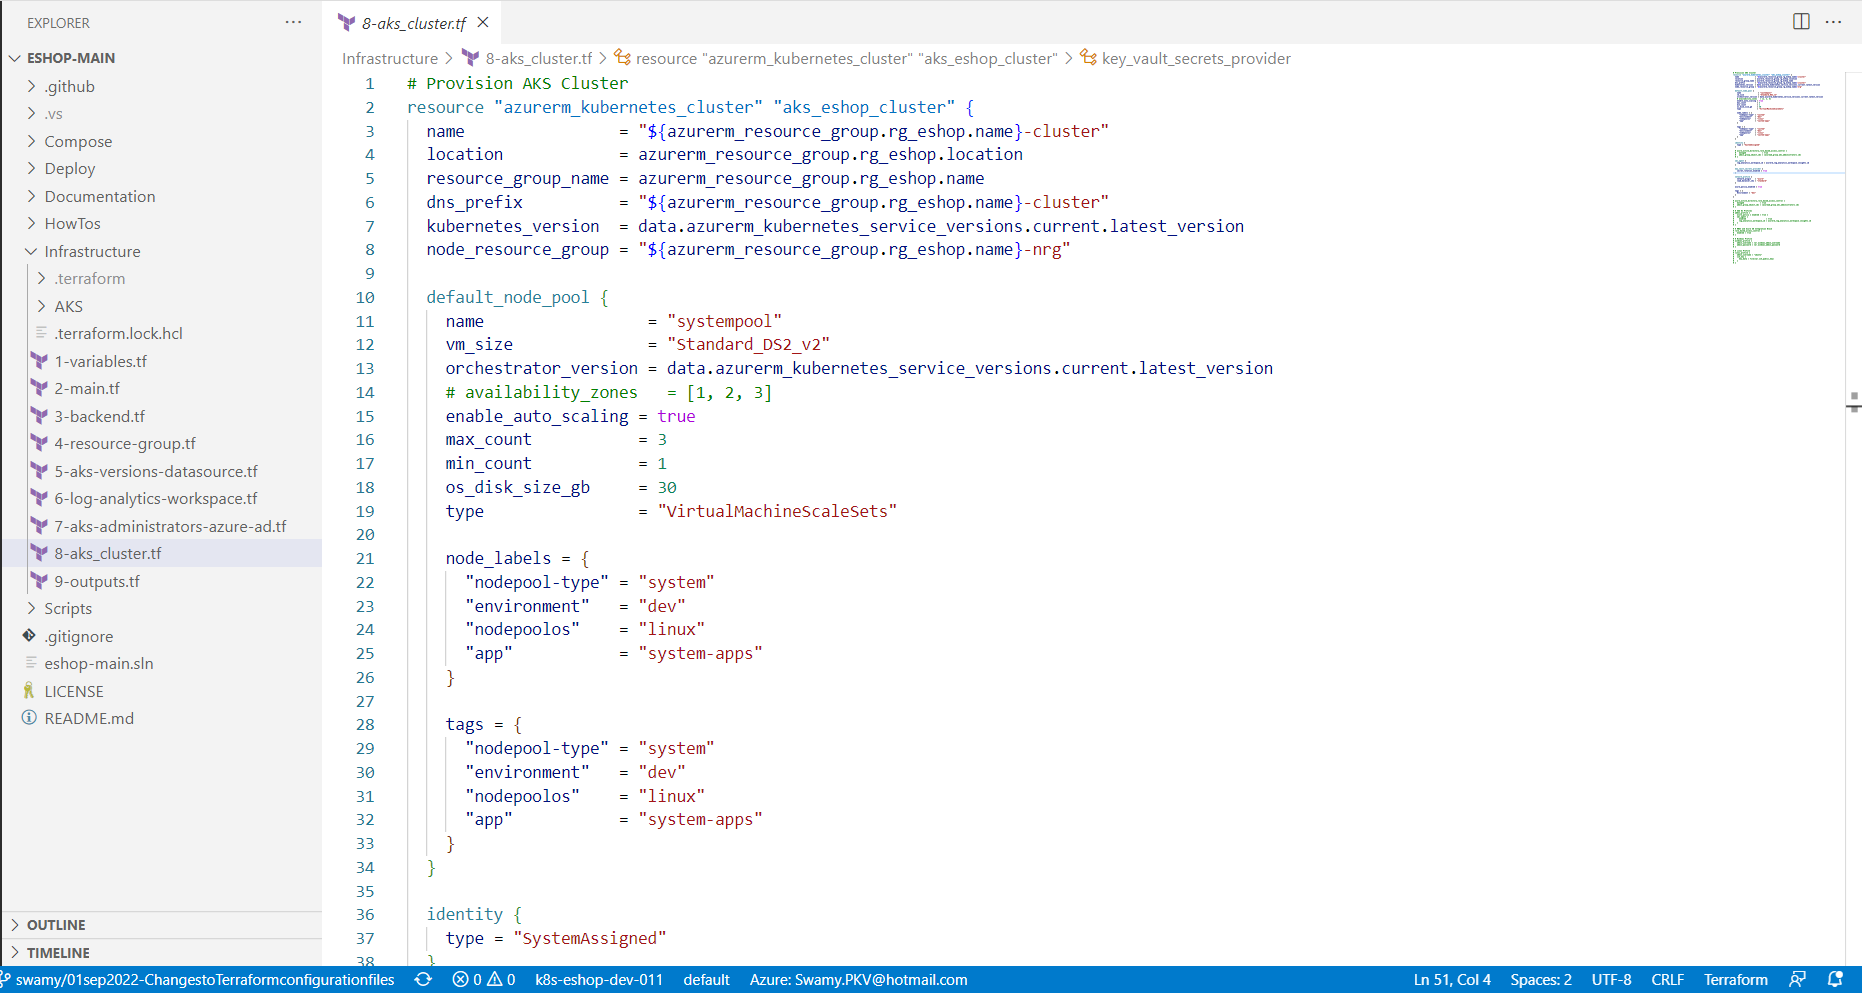 EXPLORER
ESHOP-MAIN
.github
.vs
Compose
Deploy
Documentation
HowTos
Infrastructure
.terraform
AKS
.terraform.lock.hcl
1-variables.tf
2-main.tf
3-backend.tf
4-resource-group.tf
5-aks-versions-datasource.tf
6-log-analytics-workspace.tf
7-aks-administrators-azure-ad.tf
8-aks_cluster.tf
9-outputs.tf
Scripts
.gitignore
eshop-main.sln
LICENSE
README.md
OUTLINE
TIMELINE
8-aks_cluster.tf
Infrastructure > 8-aks_cluster.tf > resource "azurerm_kubernetes_cluster" "aks_eshop_cluster" > key_vault_secrets_provider
1 # Provision AKS Cluster
2 resource "azurerm_kubernetes_cluster" "aks_eshop_cluster" {
3 name = "${azurerm_resource_group.rg_eshop.name}-cluster"
4 location = azurerm_resource_group.rg_eshop.location
5 resource_group_name = azurerm_resource_group.rg_eshop.name
6 dns_prefix = "${azurerm_resource_group.rg_eshop.name}-cluster"
7 kubernetes_version = data.azurerm_kubernetes_service_versions.current.latest_version
8 node_resource_group = "${azurerm_resource_group.rg_eshop.name}-nrg"
9
10 default_node_pool {
11 name = "systempool"
12 vm_size = "Standard_DS2_v2"
13 orchestrator_version = data.azurerm_kubernetes_service_versions.current.latest_version
14 # availability_zones = [1, 2, 3]
15 enable_auto_scaling = true
16 max_count = 3
17 min_count = 1
18 os_disk_size_gb = 30
19 type = "VirtualMachineScaleSets"
20
21 node_labels = {
22 "nodepool-type" = "system"
23 "environment" = "dev"
24 "nodepoolos" = "linux"
25 "app" = "system-apps"
26 }
27
28 tags = {
29 "nodepool-type" = "system"
30 "environment" = "dev"
31 "nodepoolos" = "linux"
32 "app" = "system-apps"
33 }
34 }
35
36 identity {
37 type = "SystemAssigned"
38 }
swamy/01sep2022-ChangestoTerraformconfigurationfiles 0 0 k8s-eshop-dev-011 default Azure: Swamy.PKV@hotmail.com Ln 51, Col 4 Spaces: 2 UTF-8 CRLF Terraform